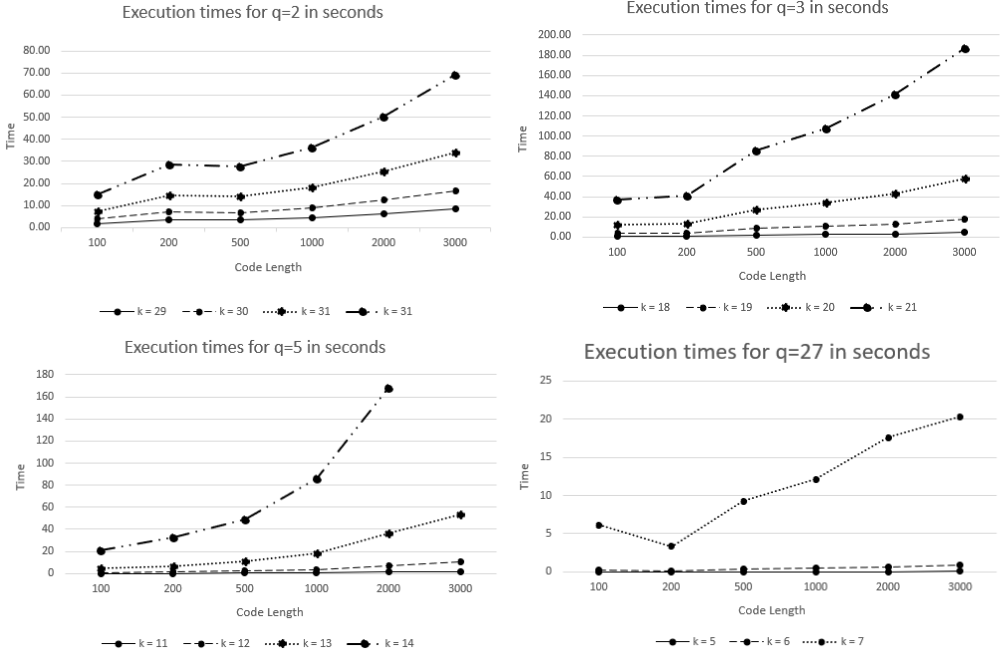 Execution times for q=2 in seconds
80.00
70.00
60.00
50.00
40.00
30.00
20.00
10.00
0.00
Time
100 200 500 1000 2000 3000
Code Length
k = 29 k = 30 k = 31 k = 31
Execution times for q=3 in seconds
200.00
180.00
160.00
140.00
120.00
100.00
80.00
60.00
40.00
20.00
0.00
Time
100 200 500 1000 2000 3000
Code Length
k = 18 k = 19 k = 20 k = 21
Execution times for q=5 in seconds
180
160
140
120
100
80
60
40
20
0
Time
100 200 500 1000 2000 3000
Code Length
k = 11 k = 12 k = 13 k = 14
Execution times for q=27 in seconds
25
20
15
10
5
0
Time
100 200 500 1000 2000 3000
Code Length
k = 5 k = 6 k = 7